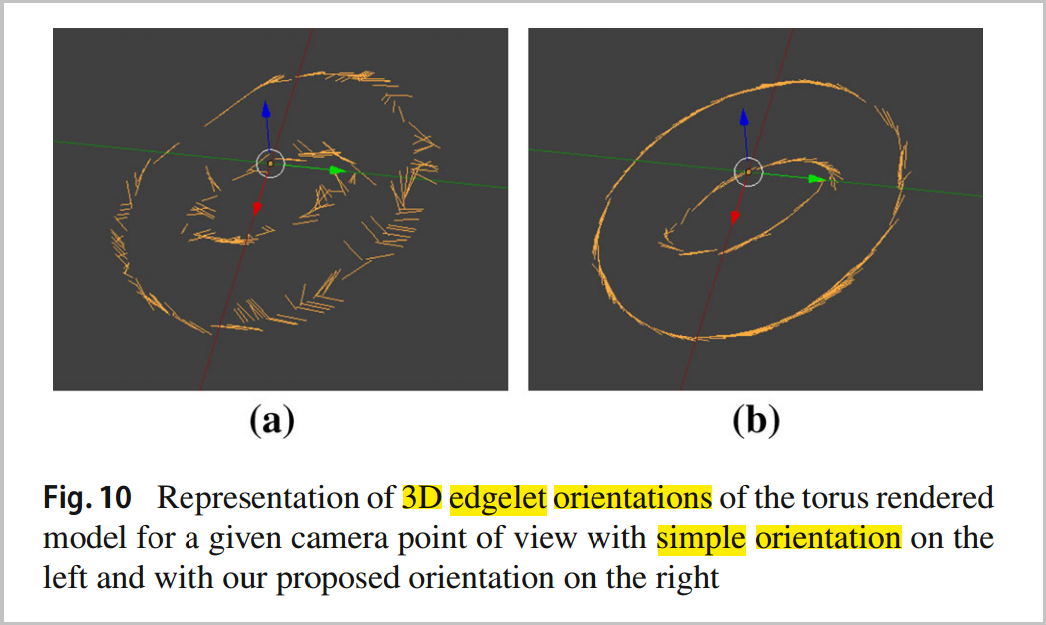 (a) (b)
Fig. 10 Representation of 3D edgelet orientations of the torus rendered
model for a given camera point of view with simple orientation on the
left and with our proposed orientation on the right